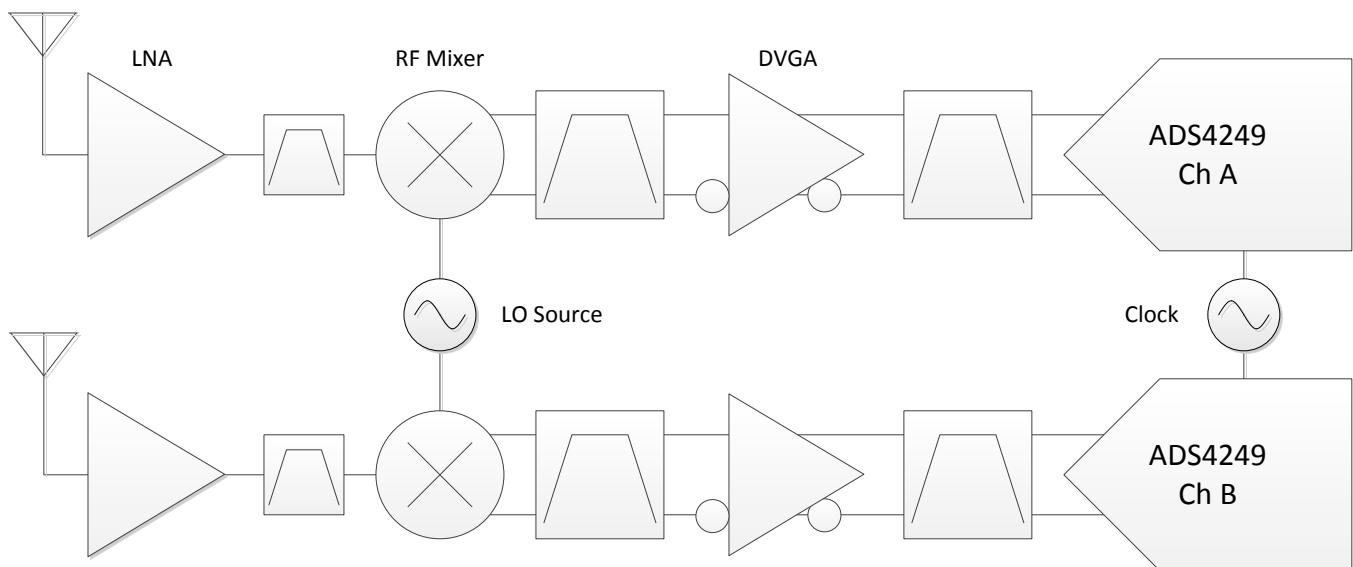 LNA
RF Mixer
DVGA
ADS4249
Ch A
LO Source
Clock
ADS4249
Ch B